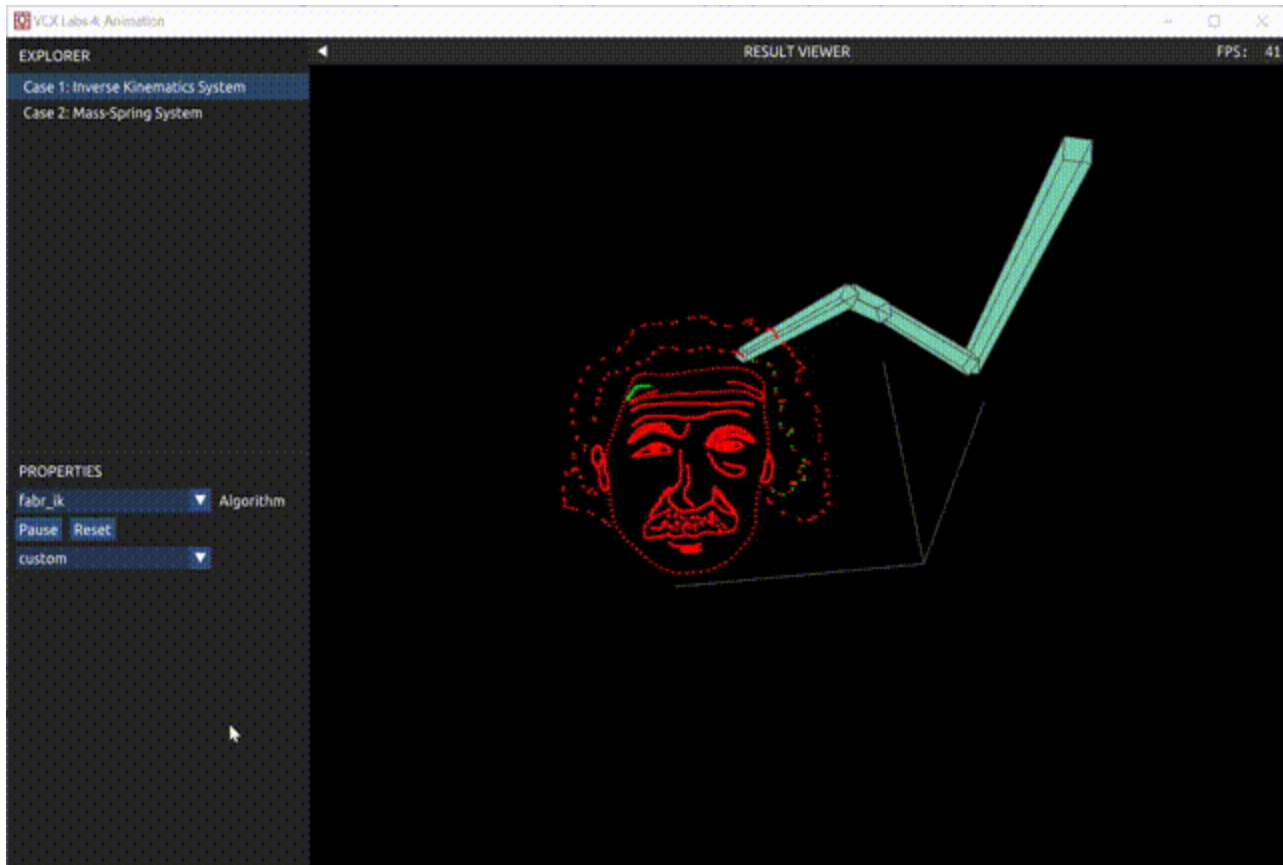 VCX Labs 4: Animation
EXPLORER
RESULT VIEWER
FPS: 41
Case 1: Inverse Kinematics System
Case 2: Mass-Spring System
PROPERTIES
fabr_ik Algorithm
Pause Reset
custom